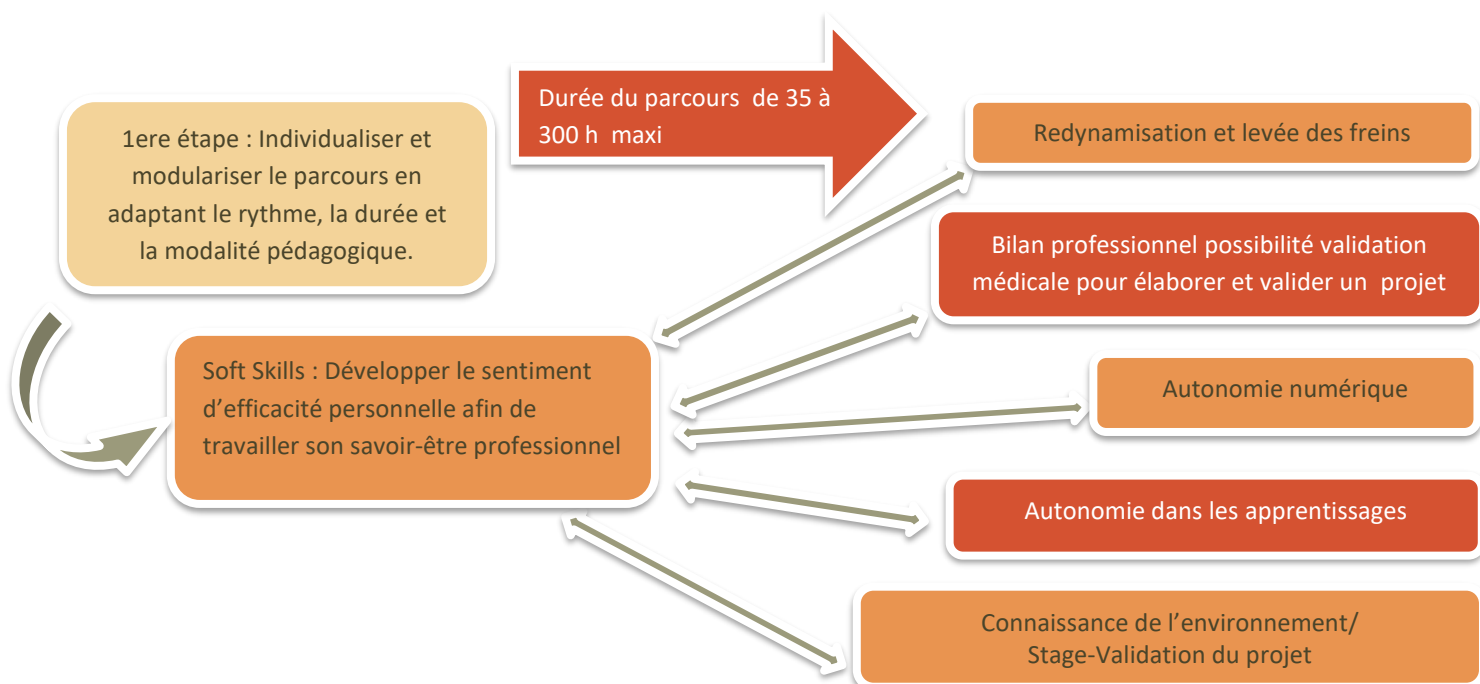 1ere étape : Individualiser et
modulariser le parcours en
adaptant le rythme, la durée et
la modalité pédagogique.
Durée du parcours de 35 à
300 h maxi
Redynamisation et levée des freins
Bilan professionnel possibilité validation
médicale pour élaborer et valider un projet
Soft Skills : Développer le sentiment
d’efficacité personnelle afin de
travailler son savoir-être professionnel
Autonomie numérique
Autonomie dans les apprentissages
Connaissance de l’environnement/
Stage-Validation du projet